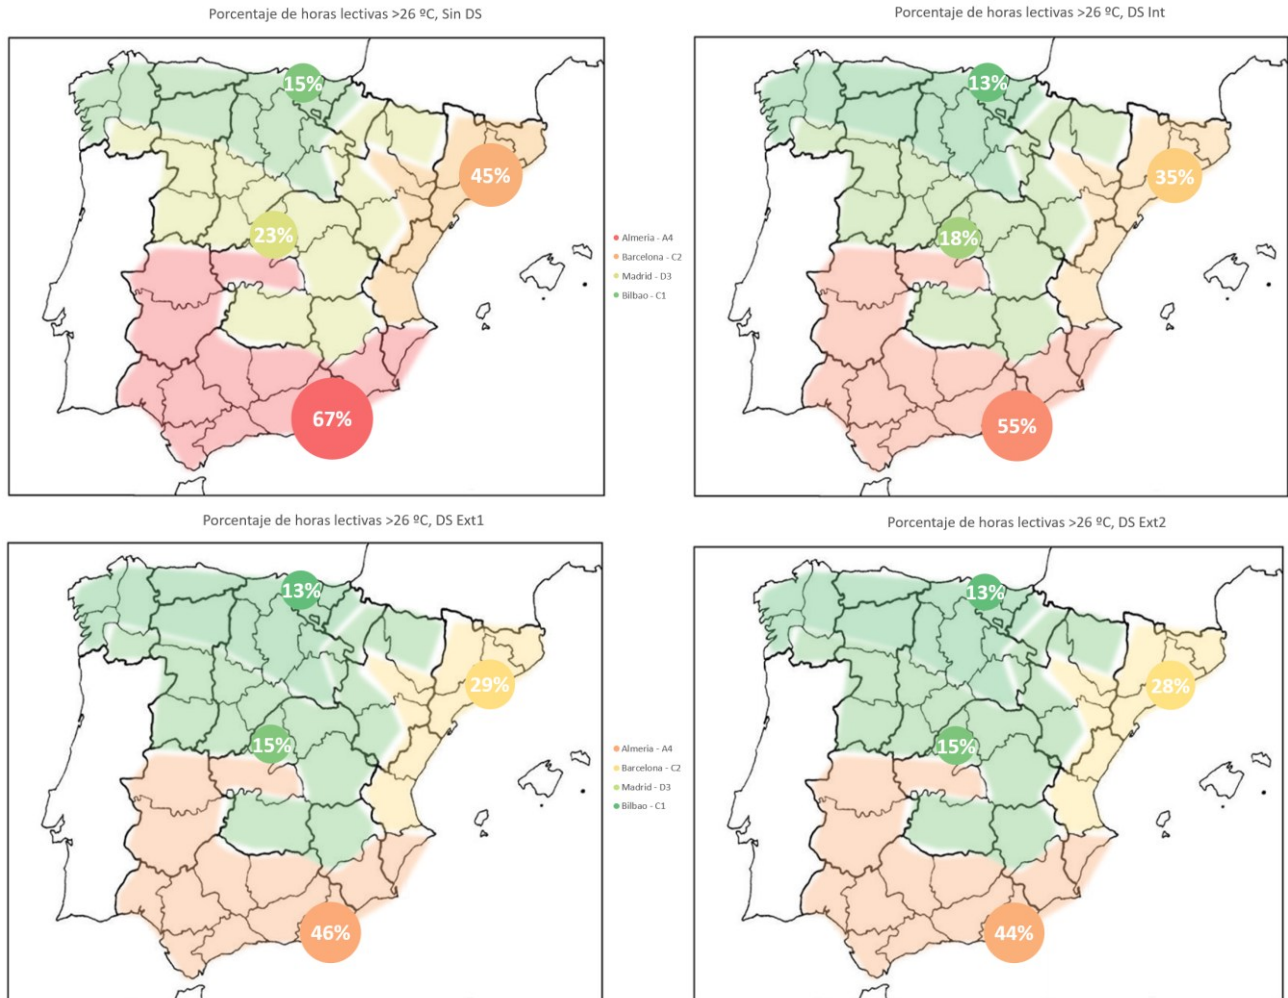 Porcentaje de horas lectivas >26 ºC, Sin DS
15%
45%
23%
67%
Porcentaje de horas lectivas >26 ºC, DS Int
13%
35%
18%
55%
Almeria - A4
Barcelona - C2
Madrid - D3
Bilbao - C1
Porcentaje de horas lectivas >26 ºC, DS Ext1
13%
29%
15%
46%
Porcentaje de horas lectivas >26 ºC, DS Ext2
13%
28%
15%
44%
Almeria - A4
Barcelona - C2
Madrid - D3
Bilbao - C1